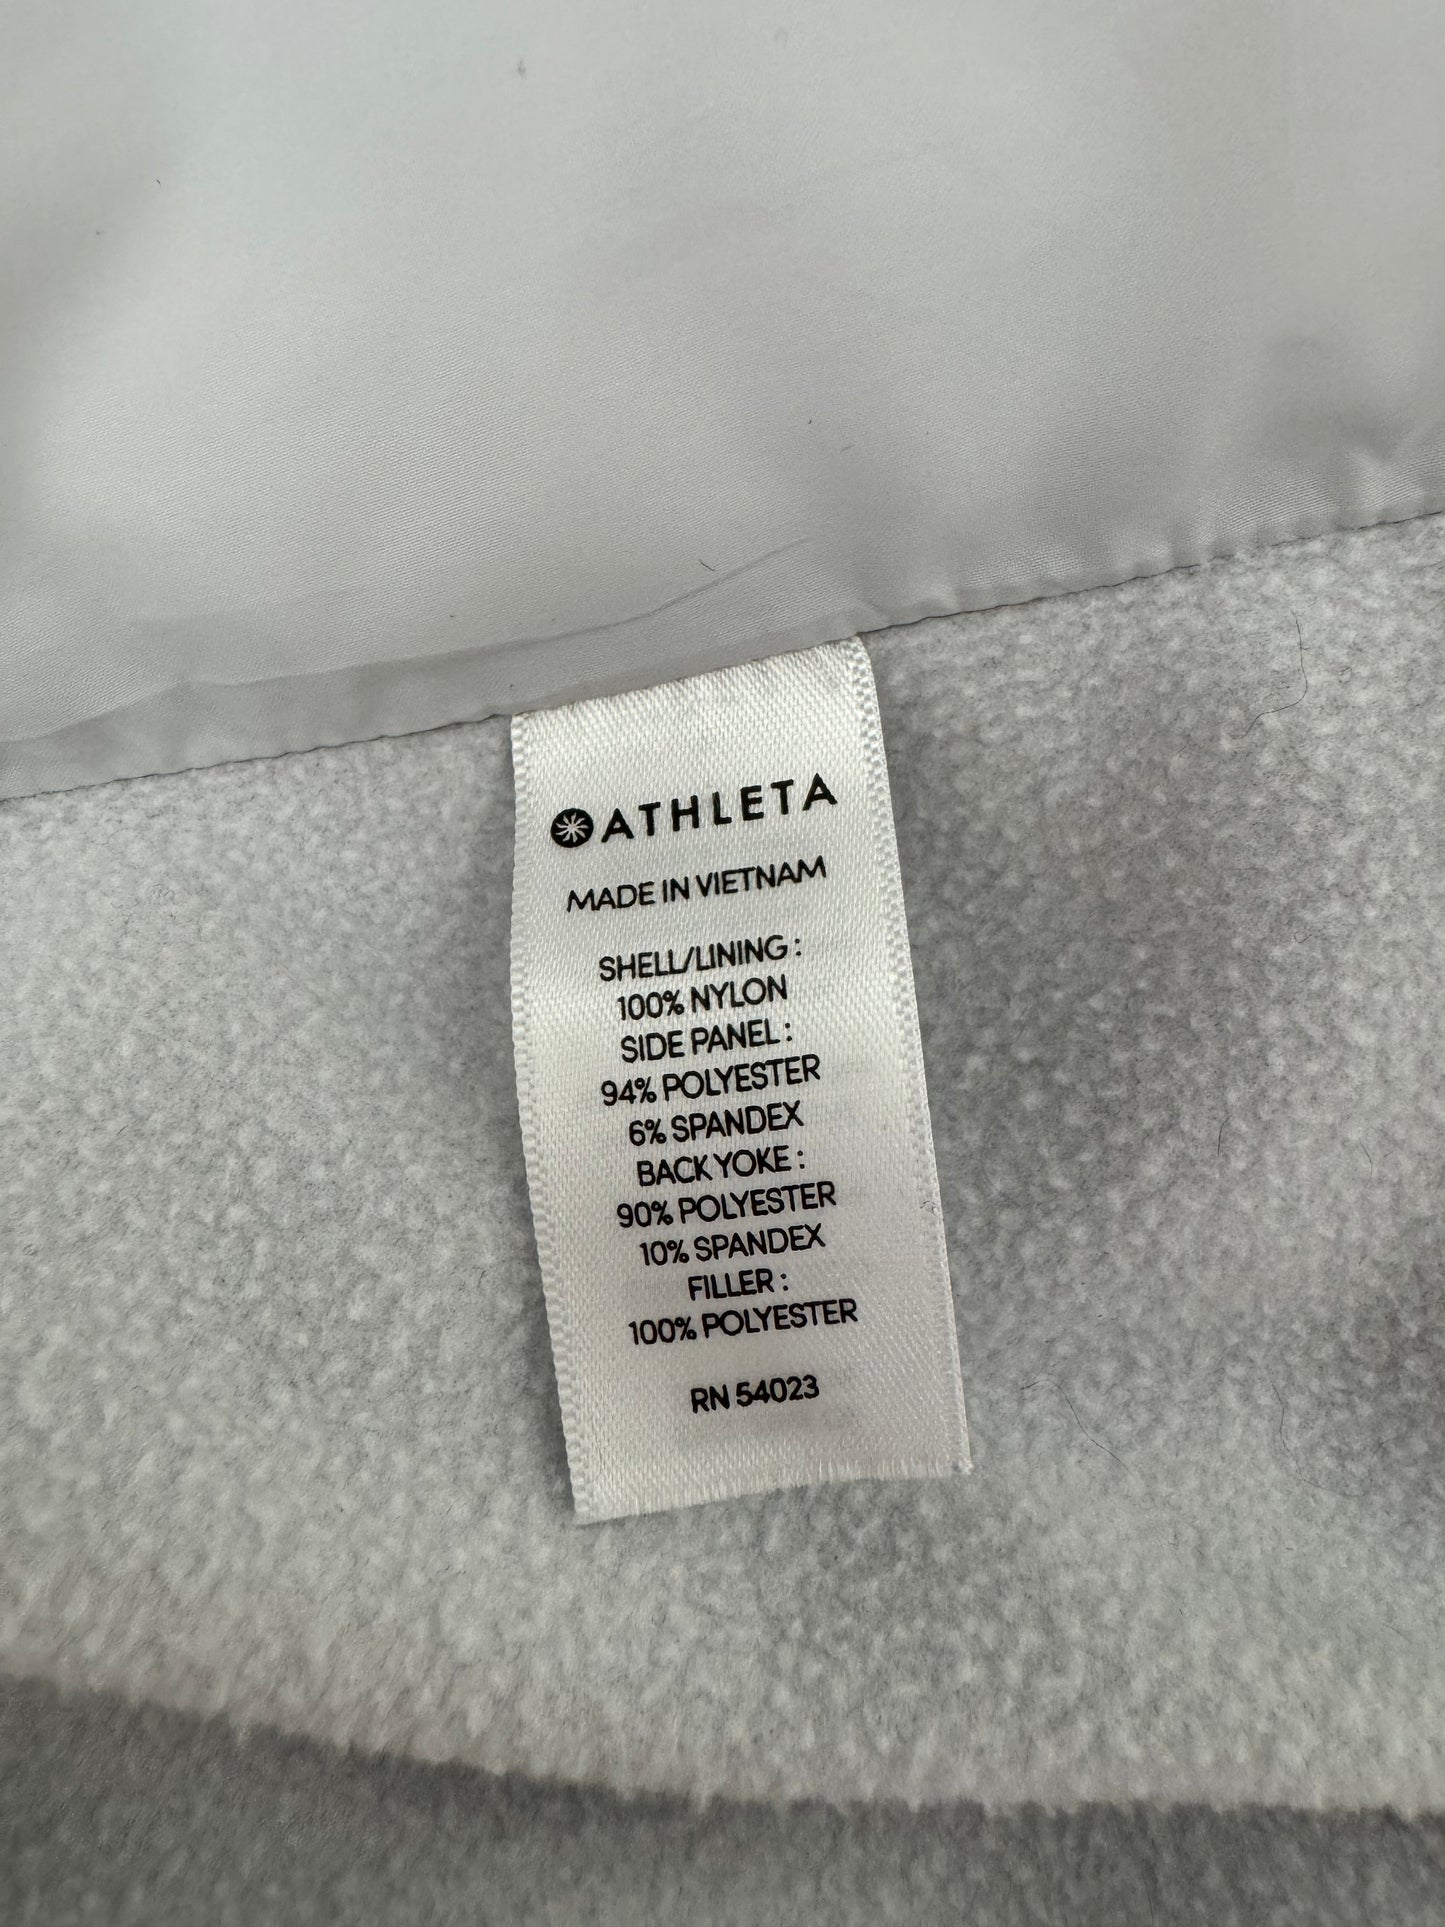 ATHLETA
MADE IN VIETNAM
SHELL/LINING :
100% NYLON
SIDE PANEL :
94% POLYESTER
6% SPANDEX
BACK YOKE :
90% POLYESTER
10% SPANDEX
FILLER :
100% POLYESTER
RN 54023